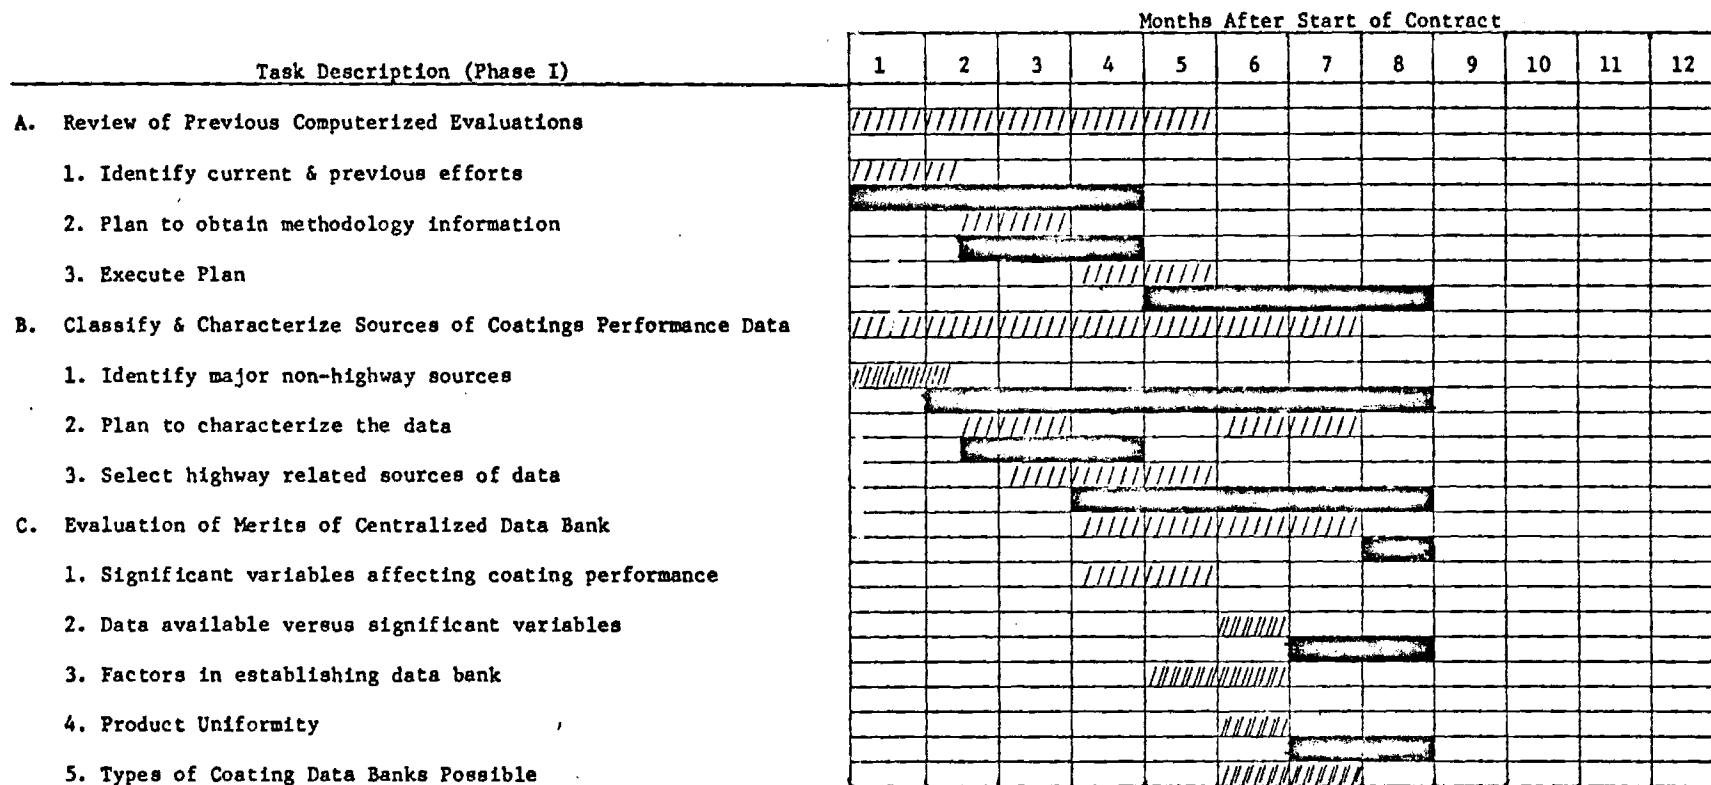 Months After Start of Contract
Task Description (Phase I) 1 2 3 4 5 6 7 8 9 10 11 12
A. Review of Previous Computerized Evaluations
1. Identify current & previous efforts
2. Plan to obtain methodology information
3. Execute Plan
B. Classify & Characterize Sources of Coatings Performance Data
1. Identify major non-highway sources
2. Plan to characterize the data
3. Select highway related sources of data
C. Evaluation of Merits of Centralized Data Bank
1. Significant variables affecting coating performance
2. Data available versus significant variables
3. Factors in establishing data bank
4. Product Uniformity
5. Types of Coating Data Banks Possible